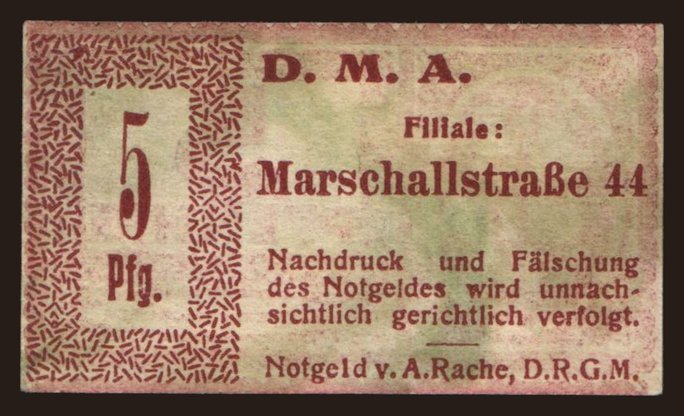 5
Pfg.
D. M. A.
Filiale:
Marschallstraße 44
Nachdruck und Fälschung
des Notgeldes wird unnach-
sichtlich gerichtlich verfolgt.
Notgeld v. A. Rache, D.R.G.M.